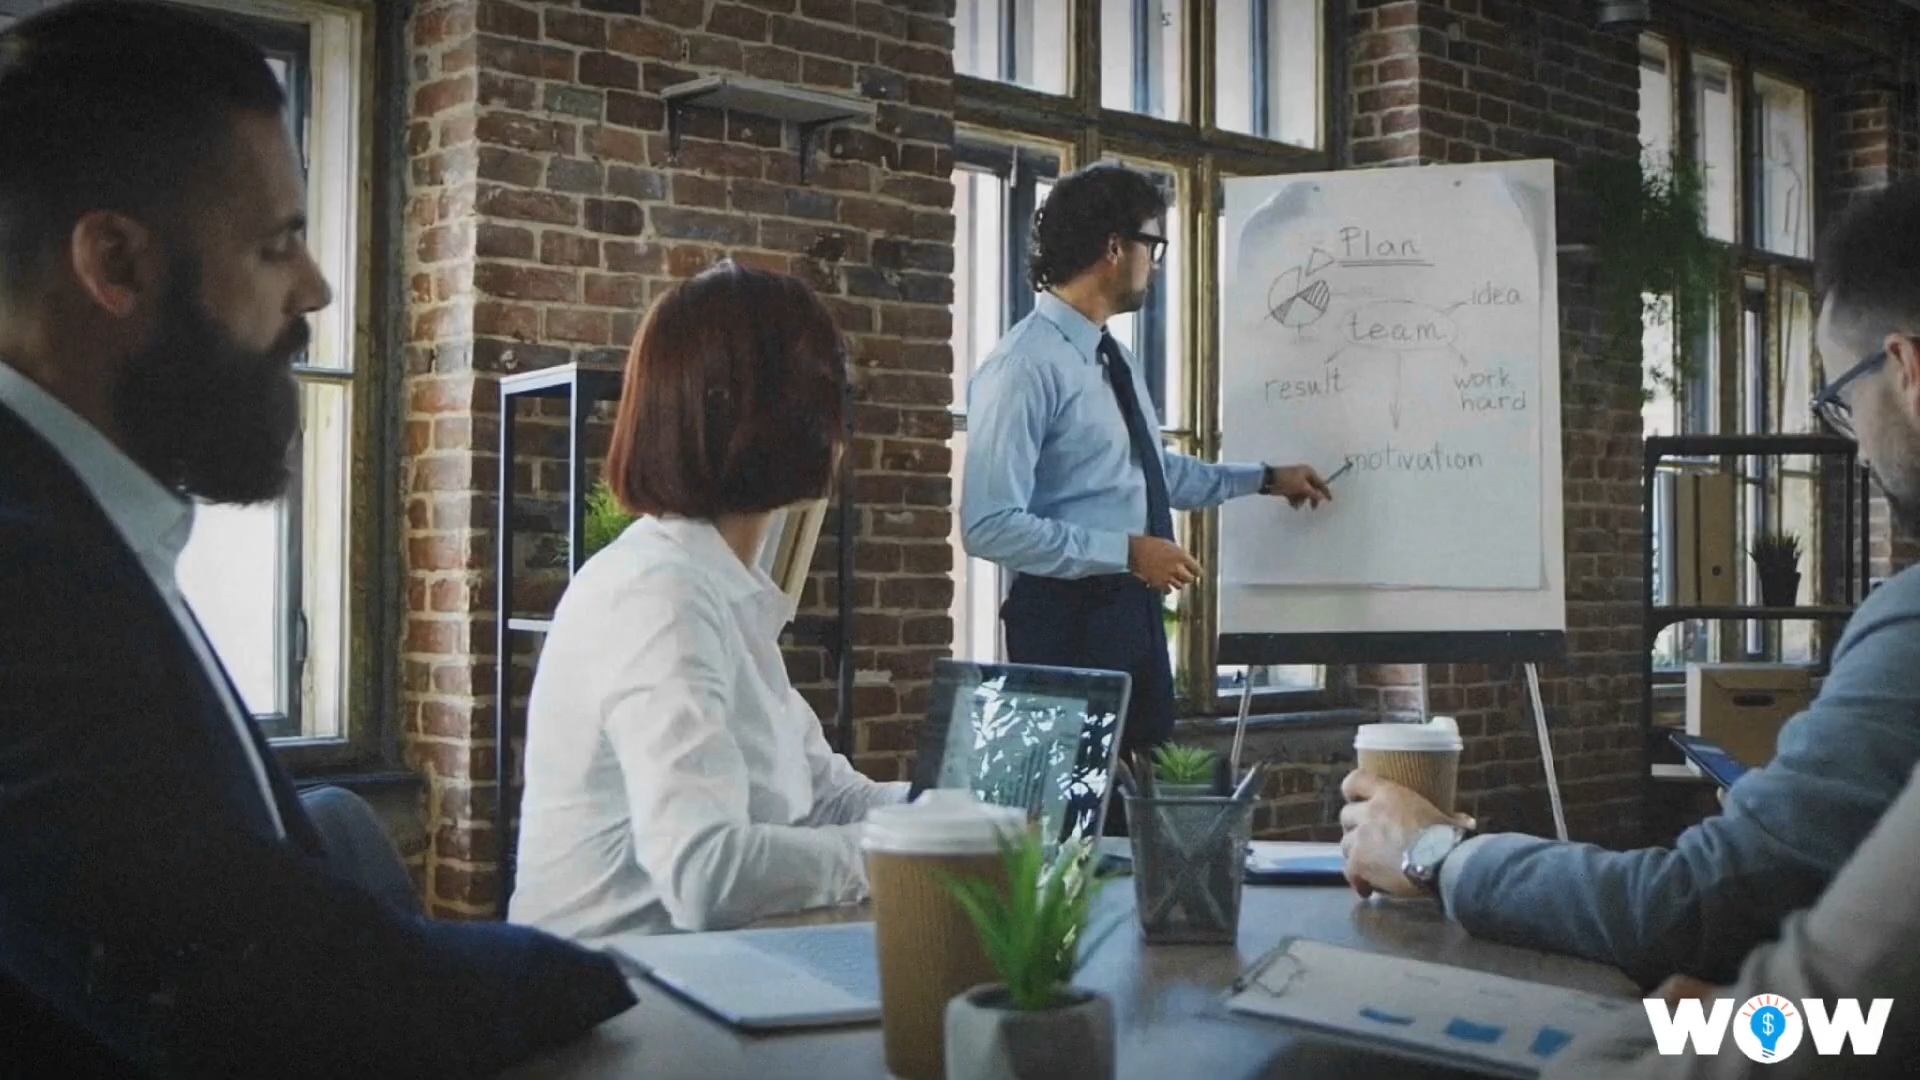 Plan
idea
team
result
work
hard
motivation
WOW